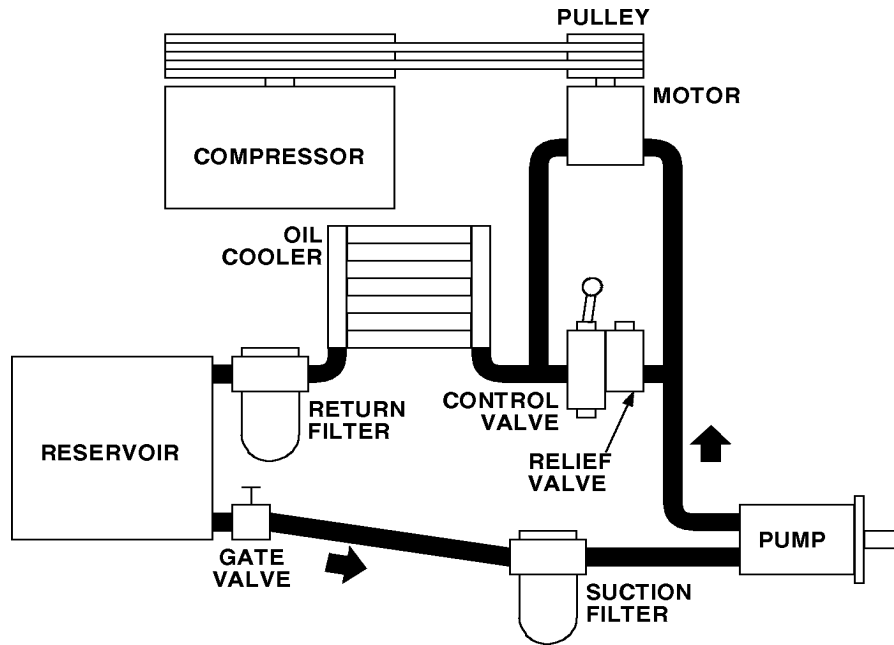 PULLEY
MOTOR
COMPRESSOR
OIL
COOLER
CONTROL
VALVE
RETURN
FILTER
RELIEF
VALVE
RESERVOIR
PUMP
GATE
VALVE
SUCTION
FILTER